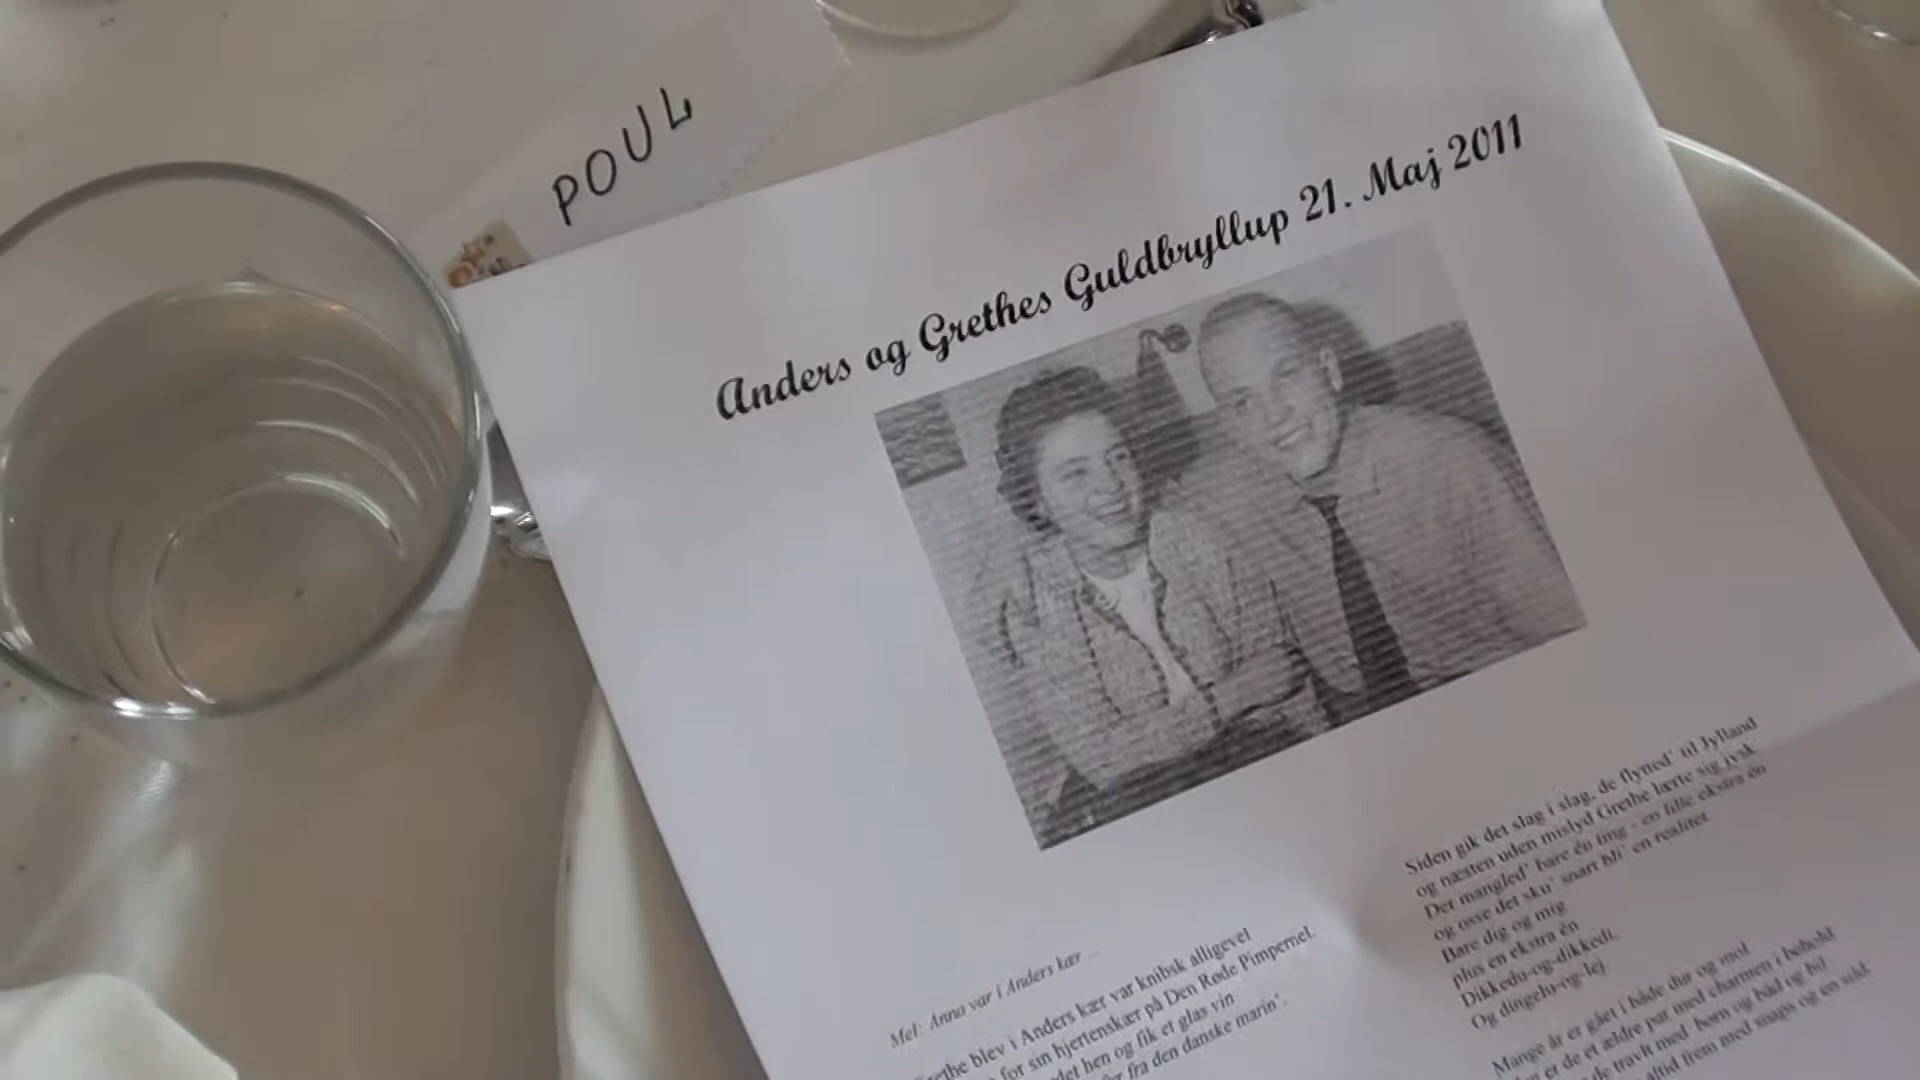 POUL
Anders og Grethes Guldbryllup 21. Maj 2011
Mel: Anna var i Anders kær ...
Grethe blev i Anders kær var knibsk alligevel
for sin hjertenskær på Den Røde Pimpernel.
det hen og fik et glas vin
fra den danske marin'.
Siden gik det slag i slag, de flytted' til Jylland
og næsten uden mislyd Grethe lærte sig jysk
Der mangled' bare én ting - en lille ekstra én
og osse det sku' snart bli' en realitet.
Bare dig og mig
plus en ekstra én
Dikkedu-og-dikkedi,
Og dingelu-og-lej.
Mange år er gået i både dur og mol
er de et ældre par med charmen i behold.
de travlt med børn og båd og bil
altid frem med snaps og en sild.